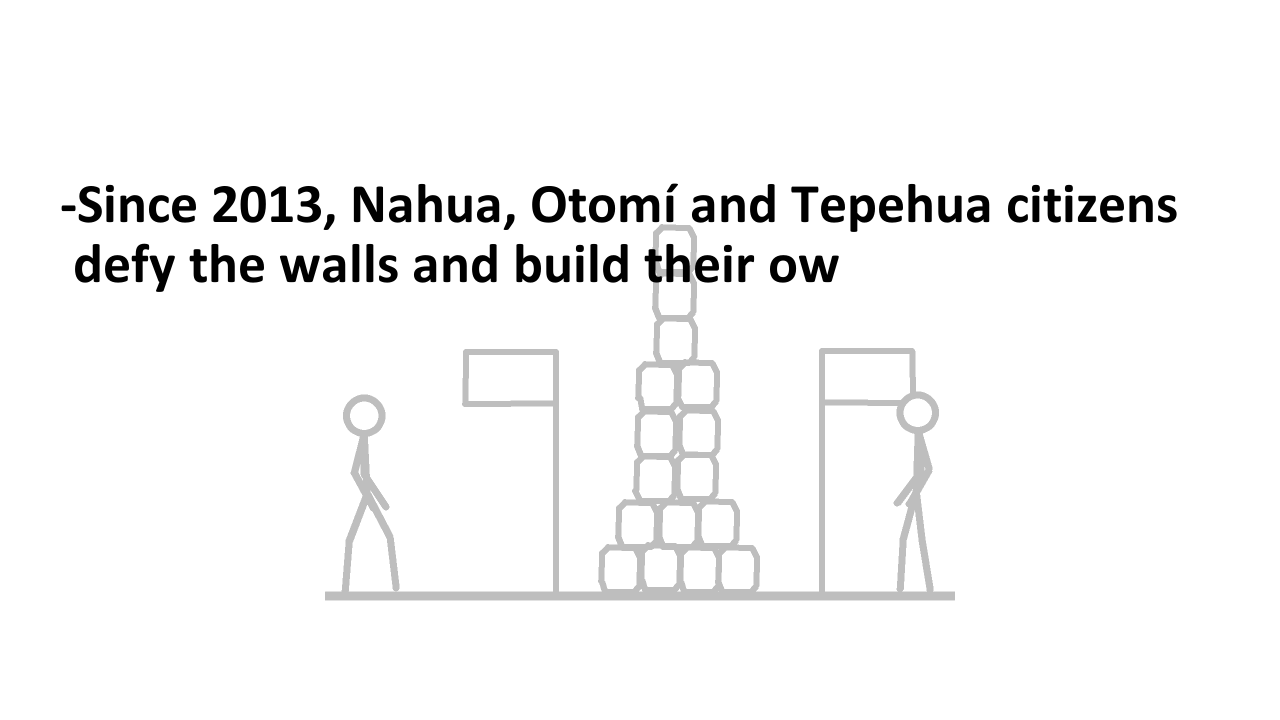 -Since 2013, Nahua, Otomí and Tepehua citizens
defy the walls and build their ow